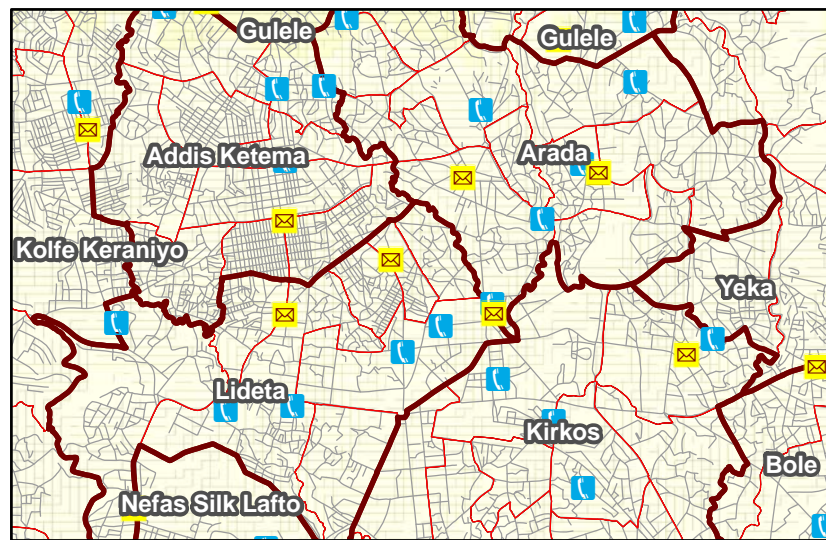 Gulele
Gulele
Addis Ketema
Arada
Kolfe Keraniyo
Yeka
Lideta
Kirkos
Bole
Nefas Silk Lafto